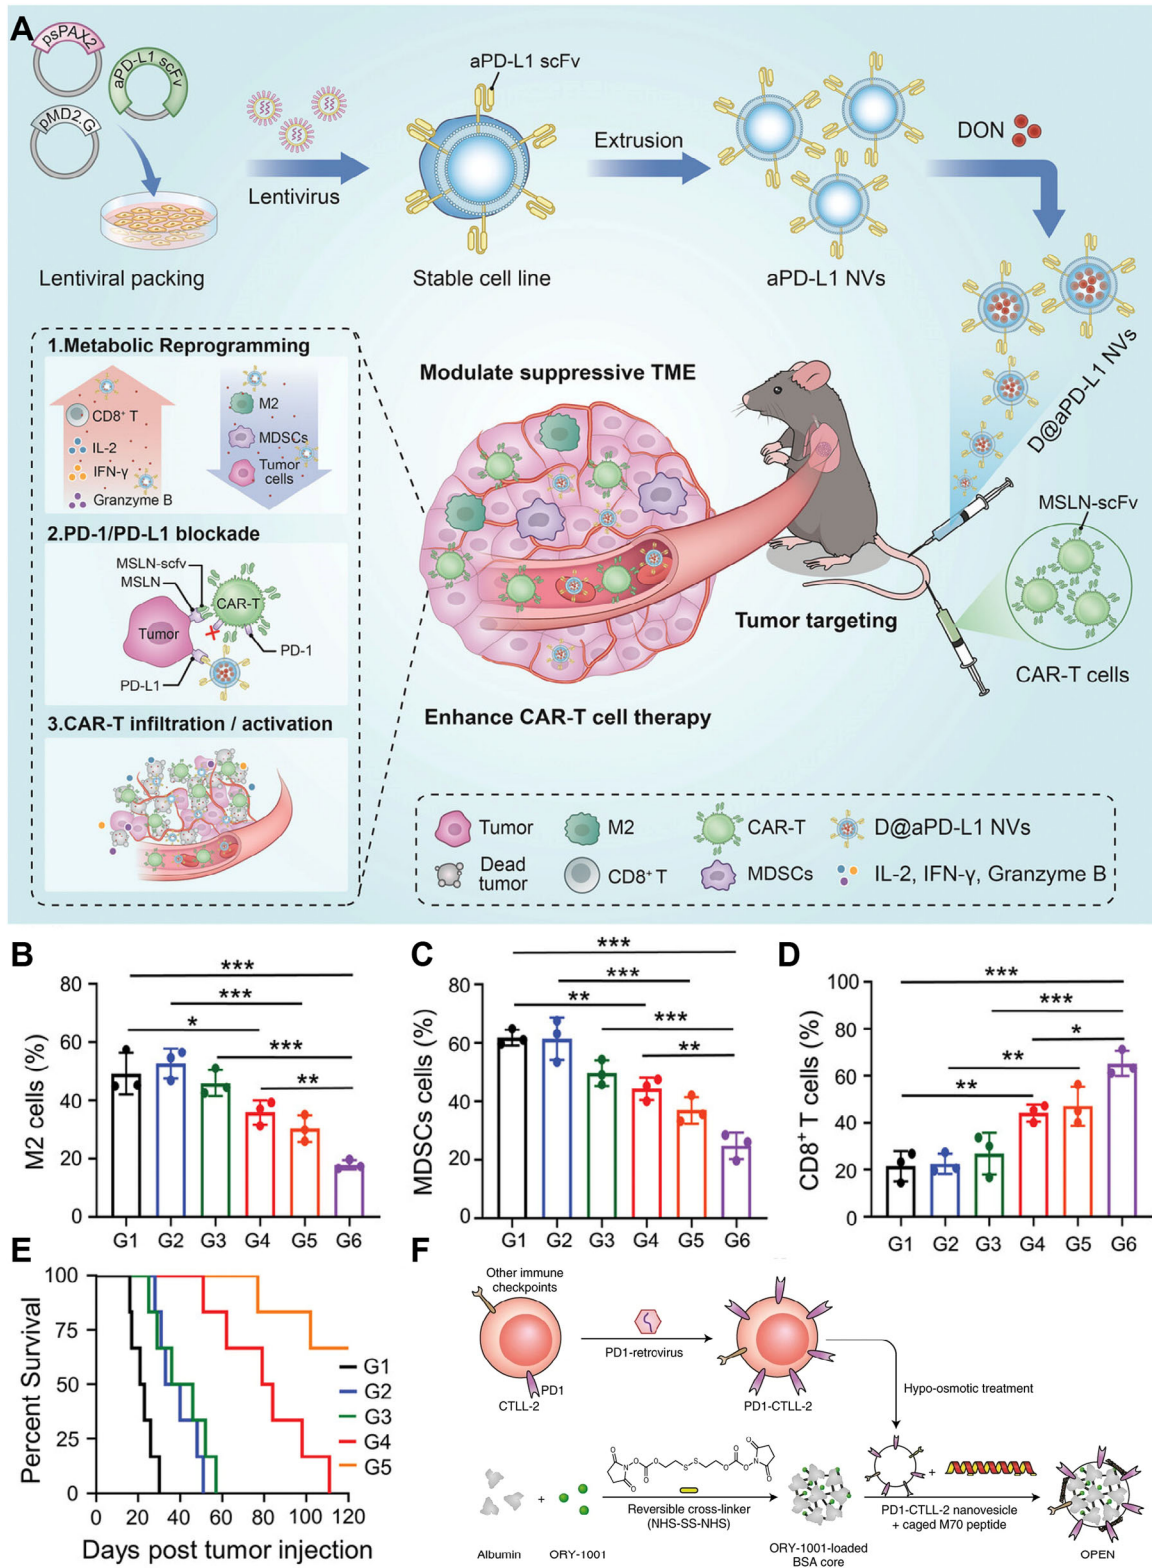 A
psPAX2
aPD-L1 scFv
pMD2.G
Lentiviral packing
Lentivirus
aPD-L1 scFv
Stable cell line
Extrusion
aPD-L1 NVs
DON
D@aPD-L1 NVs
1.Metabolic Reprogramming
CD8+ T
IL-2
IFN-γ
Granzyme B
M2
MDSCs
Tumor
cells
2.PD-1/PD-L1 blockade
MSLN-scfv
MSLN
CAR-T
Tumor
PD-1
PD-L1
3.CAR-T infiltration / activation
Modulate suppressive TME
Tumor targeting
Enhance CAR-T cell therapy
MSLN-scFv
CAR-T cells
Tumor
M2
CAR-T
D@aPD-L1 NVs
Dead
tumor
CD8+ T
MDSCs
IL-2, IFN-γ, Granzyme B
B
M2 cells (%)
80
60
40
20
0
***
***
*
***
**
G1 G2 G3 G4 G5 G6
C
MDSCs cells (%)
80
60
40
20
0
***
***
**
***
**
G1 G2 G3 G4 G5 G6
D
CD8+ T cells (%)
100
80
60
40
20
0
***
***
*
**
**
G1 G2 G3 G4 G5 G6
E
Percent Survival
100
75
50
25
0
0 20 40 60 80 100 120
Days post tumor injection
G1
G2
G3
G4
G5
F
Other immune
checkpoints
PD1
CTLL-2
PD1-retrovirus
PD1-CTLL-2
Hypo-osmotic treatment
Albumin + ORY-1001
Reversible cross-linker
(NHS-SS-NHS)
ORY-1001-loaded
BSA core
+
PD1-CTLL-2 nanovesicle
+ caged M70 peptide
OPEN
O
N
O
O
O
O
S
S
O
O
O
N
O
O